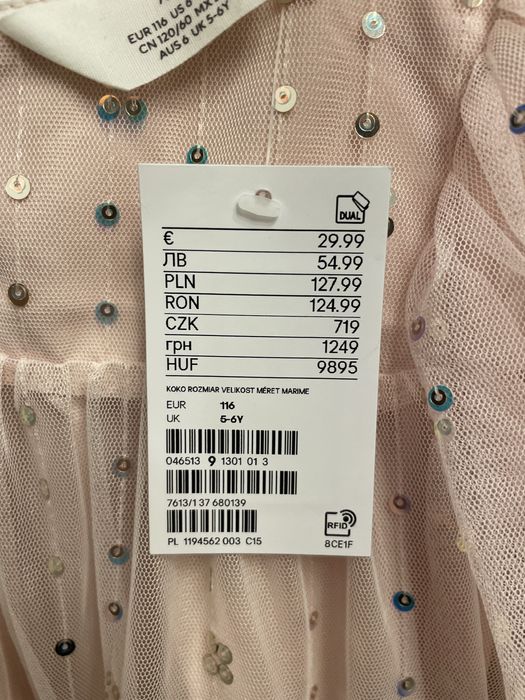 EUR 116 US 6
CN 120/60 MX
AUS 6 UK 5-6Y
DUAL
€ 29.99
ЛВ 54.99
PLN 127.99
RON 124.99
CZK 719
грн 1249
HUF 9895
KOKO ROZMIAR VELIKOST MÉRET MARIME
EUR 116
UK 5-6Y
046513 9 1301 01 3
7613/1 37 680139
PL 1194562 003 C15
RFID
8CE1F